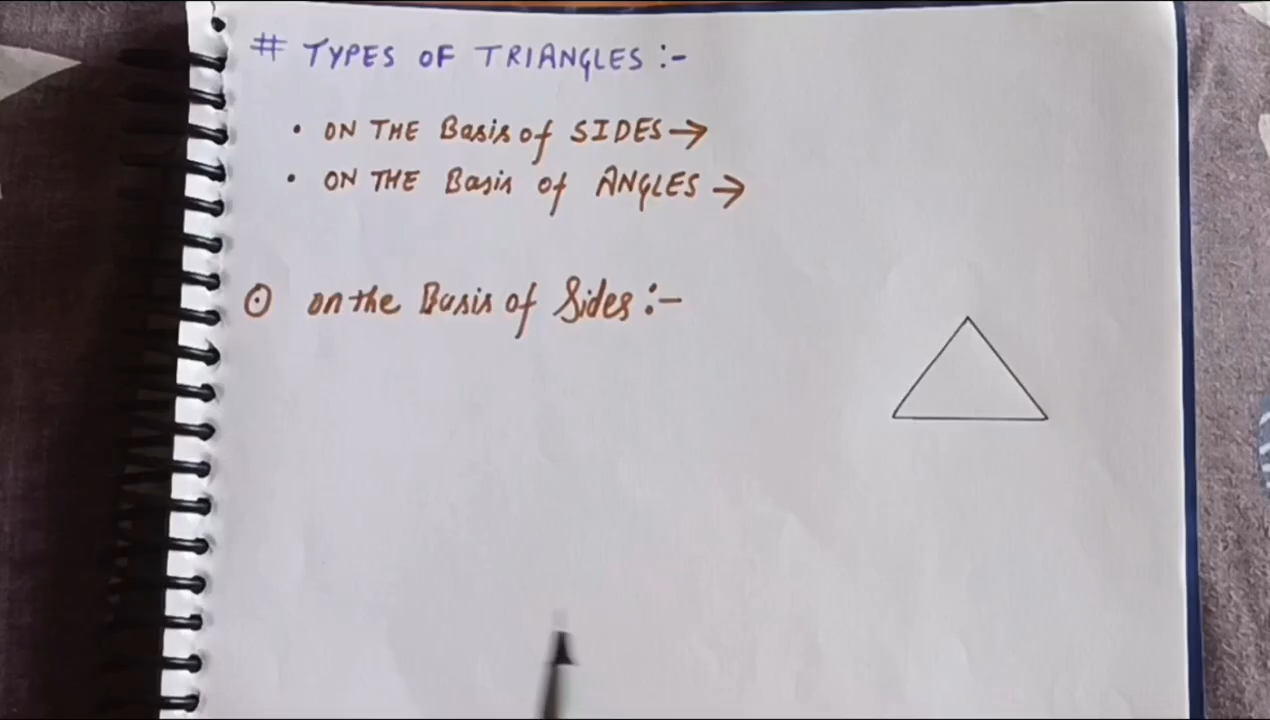 # TYPES OF TRIANGLES :-
• ON THE Basis of SIDES →
• ON THE Basis of ANGLES →
⊙ on the Basis of Sides :-